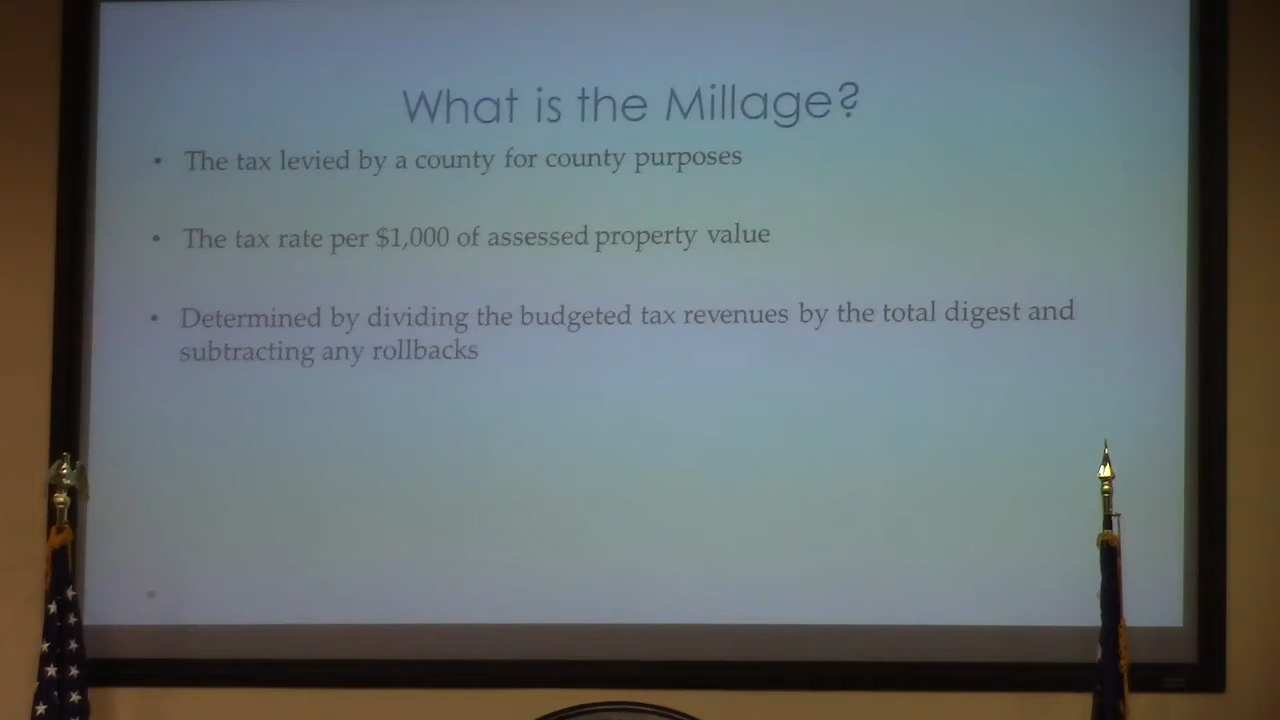 What is the Millage?
• The tax levied by a county for county purposes
• The tax rate per $1,000 of assessed property value
• Determined by dividing the budgeted tax revenues by the total digest and
subtracting any rollbacks